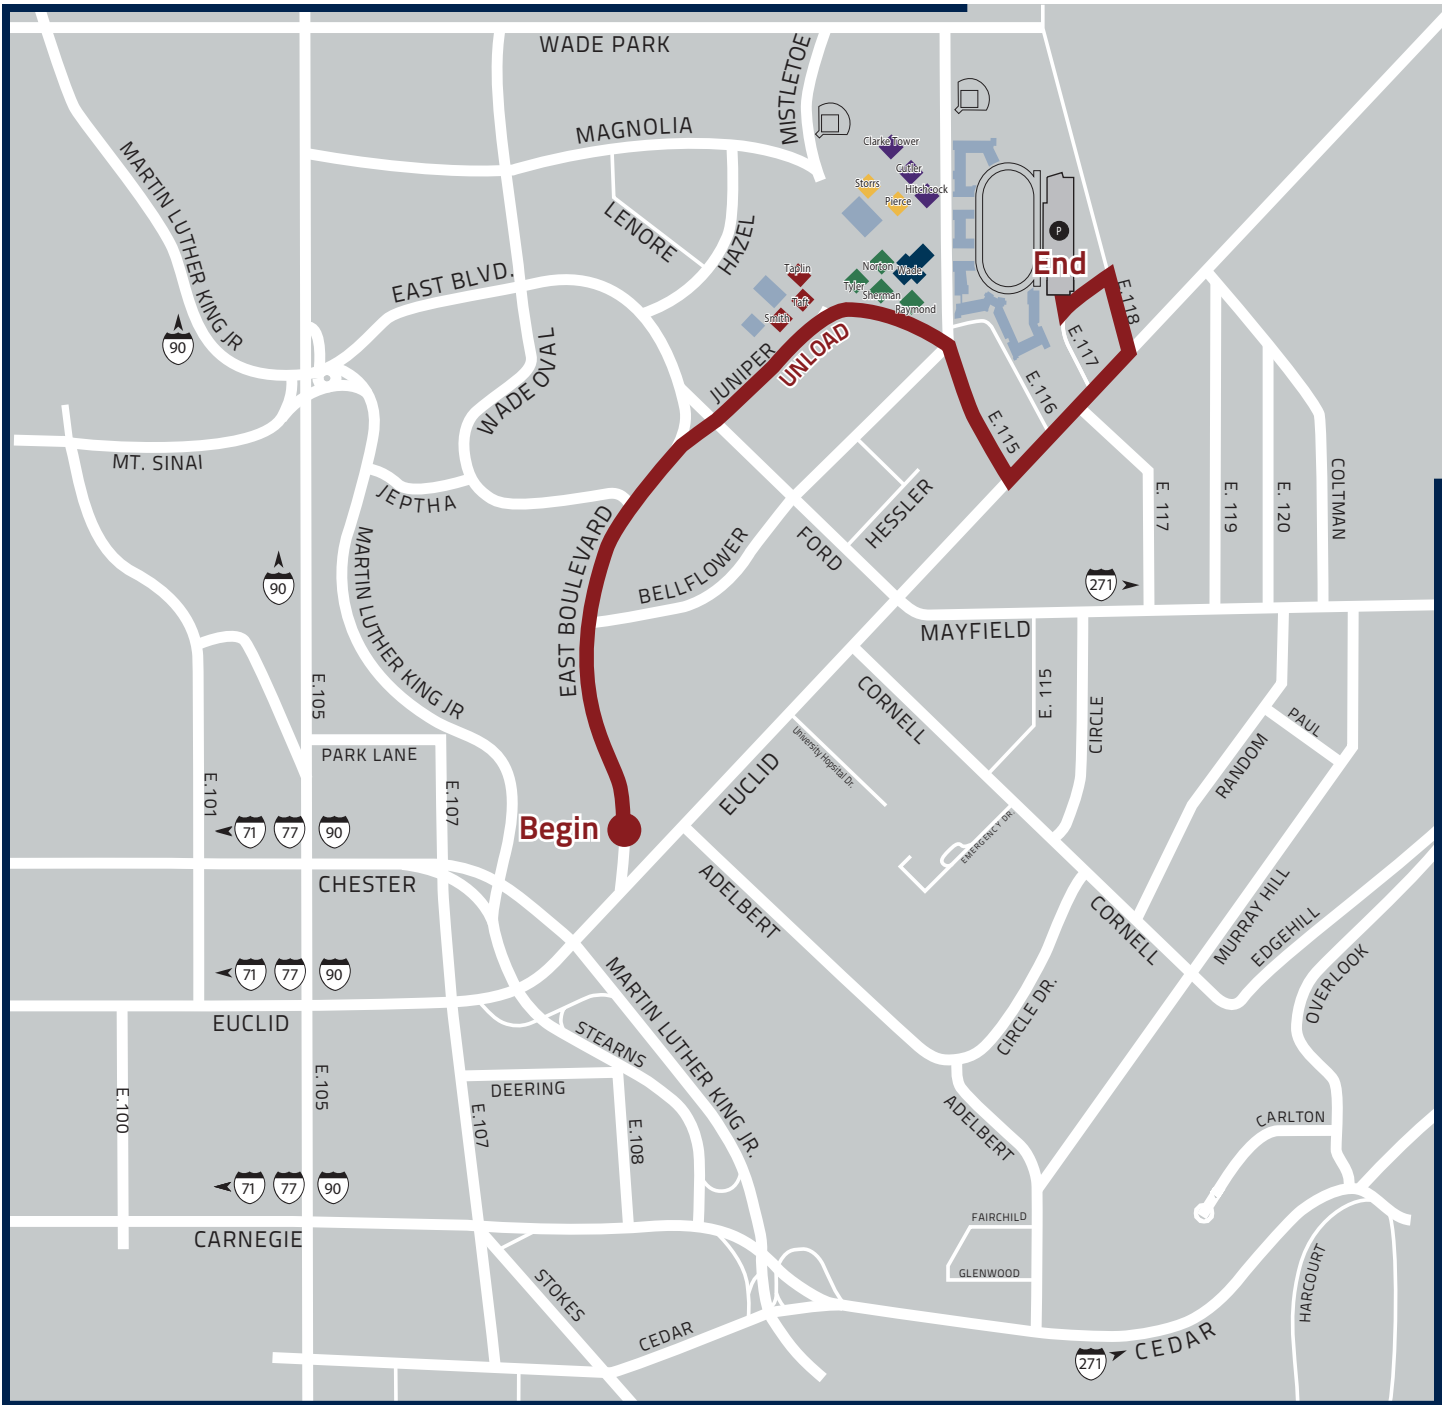 WADE PARK
MISTLETOE
MAGNOLIA
MARTIN LUTHER KING JR
Clarke Tower
Cutler
Storrs
Hitchcock
Pierce
LENORE
HAZEL
P
End
EAST BLVD.
Taplin
Norton
Wade
Tyler
Sherman
Taft
Raymond
Smith
E.118
90
E.117
UNLOAD
JUNIPER
WADE OVAL
E.116
E.115
MT. SINAI
JEPTHA
HESSLER
E. 117
E. 119
E. 120
COLTMAN
FORD
EAST BOULEVARD
BELLFLOWER
90
271
MARTIN LUTHER KING JR
MAYFIELD
E.105
CORNELL
E. 115
CIRCLE
PAUL
RANDOM
PARK LANE
University Hopsital Dr.
EUCLID
E.101
E.107
71
77
90
Begin
EMERGENCY DR.
CHESTER
ADELBERT
CORNELL
MURRAY HILL
EDGEHILL
OVERLOOK
71
77
90
MARTIN LUTHER KING JR.
CIRCLE DR.
EUCLID
STEARNS
E.100
E.105
DEERING
E.107
E.108
ADELBERT
CARLTON
71
77
90
FAIRCHILD
CARNEGIE
GLENWOOD
HARCOURT
STOKES
CEDAR
271
CEDAR